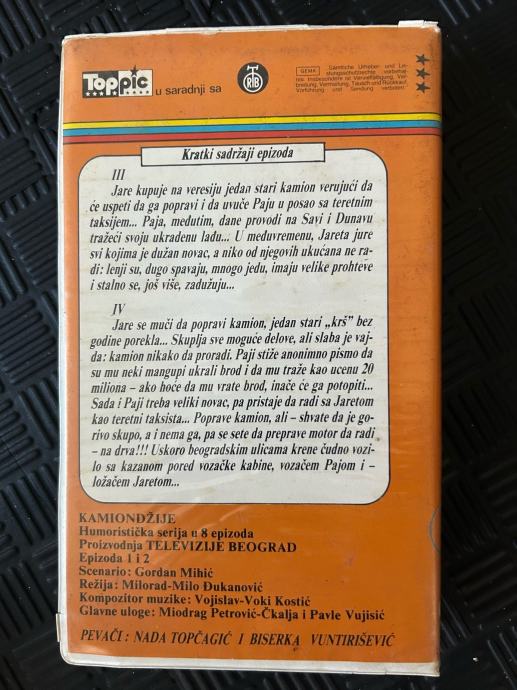 Toppic
u saradnji sa
RTB
GEMA
Sämtliche Urheber- und Lei-
stungsschutzrechte vorbehal-
ten. Insbesondere ist Vervielfältigung, Ver-
breitung, Vermietung, Tausch und Rückkauf,
Vorführung und Sendung verboten!
Kratki sadržaji epizoda
III
Jare kupuje na veresiju jedan stari kamion verujući da
će uspeti da ga popravi i da uvuče Paju u posao sa teretnim
taksijem... Paja, medutim, dane provodi na Savi i Dunavu
tražeći svoju ukradenu ladu... U meduvremenu, Jareta jure
svi kojima je dužan novac, a niko od njegovih ukućana ne ra-
di: lenji su, dugo spavaju, mnogo jedu, imaju velike prohteve
i stalno se, još više, zadužuju...
IV
Jare se muči da popravi kamion, jedan stari „krš” bez
godine porekla... Skuplja sve moguće delove, ali slaba je vaj-
da: kamion nikako da proradi. Paji stiže anonimno pismo da
su mu neki mangupi ukrali brod i da mu traže kao ucenu 20
miliona – ako hoće da mu vrate brod, inače će ga potopiti...
Sada i Paji treba veliki novac, pa pristaje da radi sa Jaretom
kao teretni taksista... Poprave kamion, ali – shvate da je go-
rivo skupo, a i nema ga, pa se sete da preprave motor da radi
– na drva!!! Uskoro beogradskim ulicama krene čudno vozi-
lo sa kazanom pored vozačke kabine, vozačem Pajom i –
ložačem Jaretom...
KAMIONDŽIJE
Humoristička serija u 8 epizoda
Proizvodnja TELEVIZIJE BEOGRAD
Epizoda 1 i 2
Scenario: Gordan Mihić
Režija: Milorad-Milo Đukanović
Kompozitor muzike: Vojislav-Voki Kostić
Glavne uloge: Miodrag Petrović-Čkalja i Pavle Vujisić
PEVAČI: NADA TOPČAGIĆ I BISERKA VUNTIRIŠEVIĆ